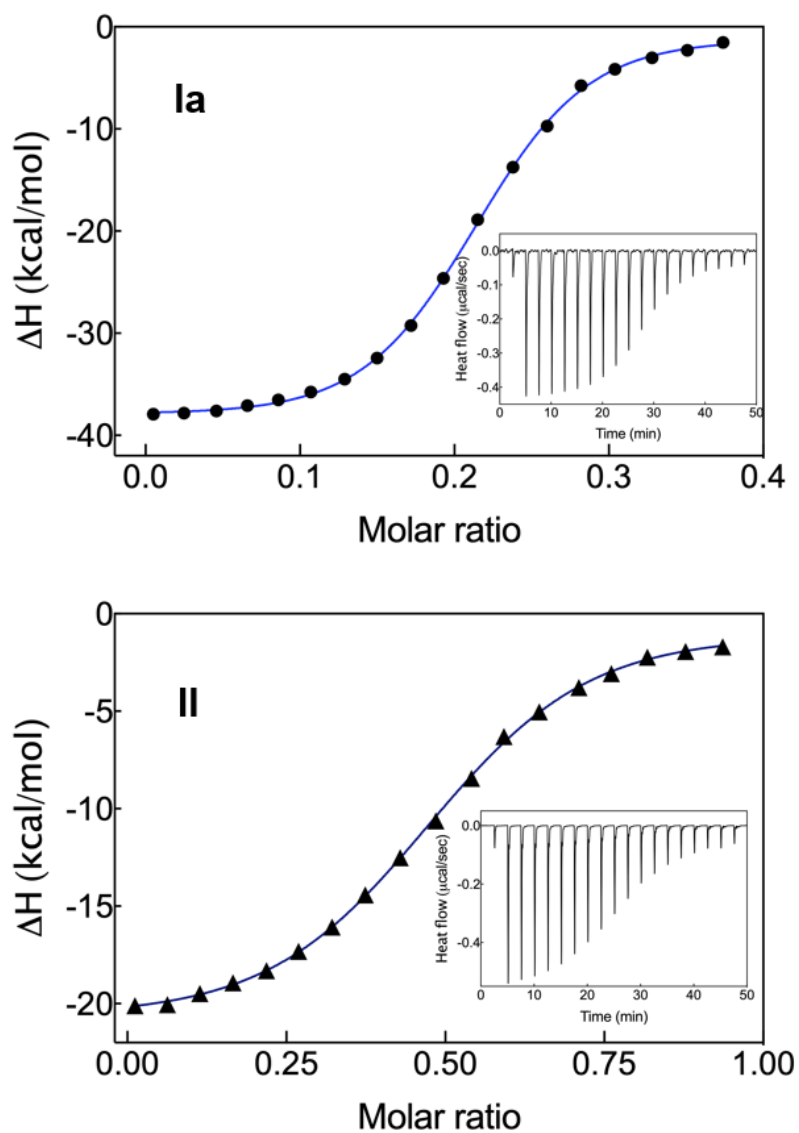 0
-10
-20
-30
-40
ΔH (kcal/mol)
Ia
0.0
-0.1
-0.2
-0.3
-0.4
Heat flow (μcal/sec)
0 10 20 30 40 50
Time (min)
0.0 0.1 0.2 0.3 0.4
Molar ratio
0
-5
-10
-15
-20
ΔH (kcal/mol)
II
0.0
-0.2
-0.4
Heat flow (μcal/sec)
0 10 20 30 40 50
Time (min)
0.00 0.25 0.50 0.75 1.00
Molar ratio